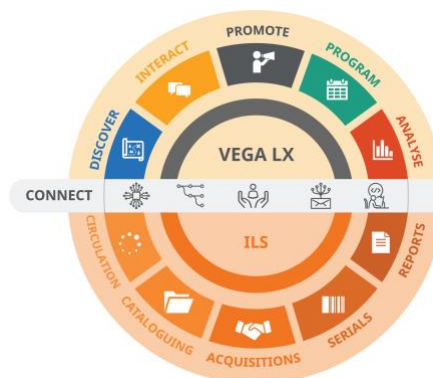 PROMOTE
INTERACT
PROGRAM
DISCOVER
ANALYSE
VEGA LX
CONNECT
ILS
CIRCULATION
REPORTS
CATALOGUING
SERIALS
ACQUISITIONS